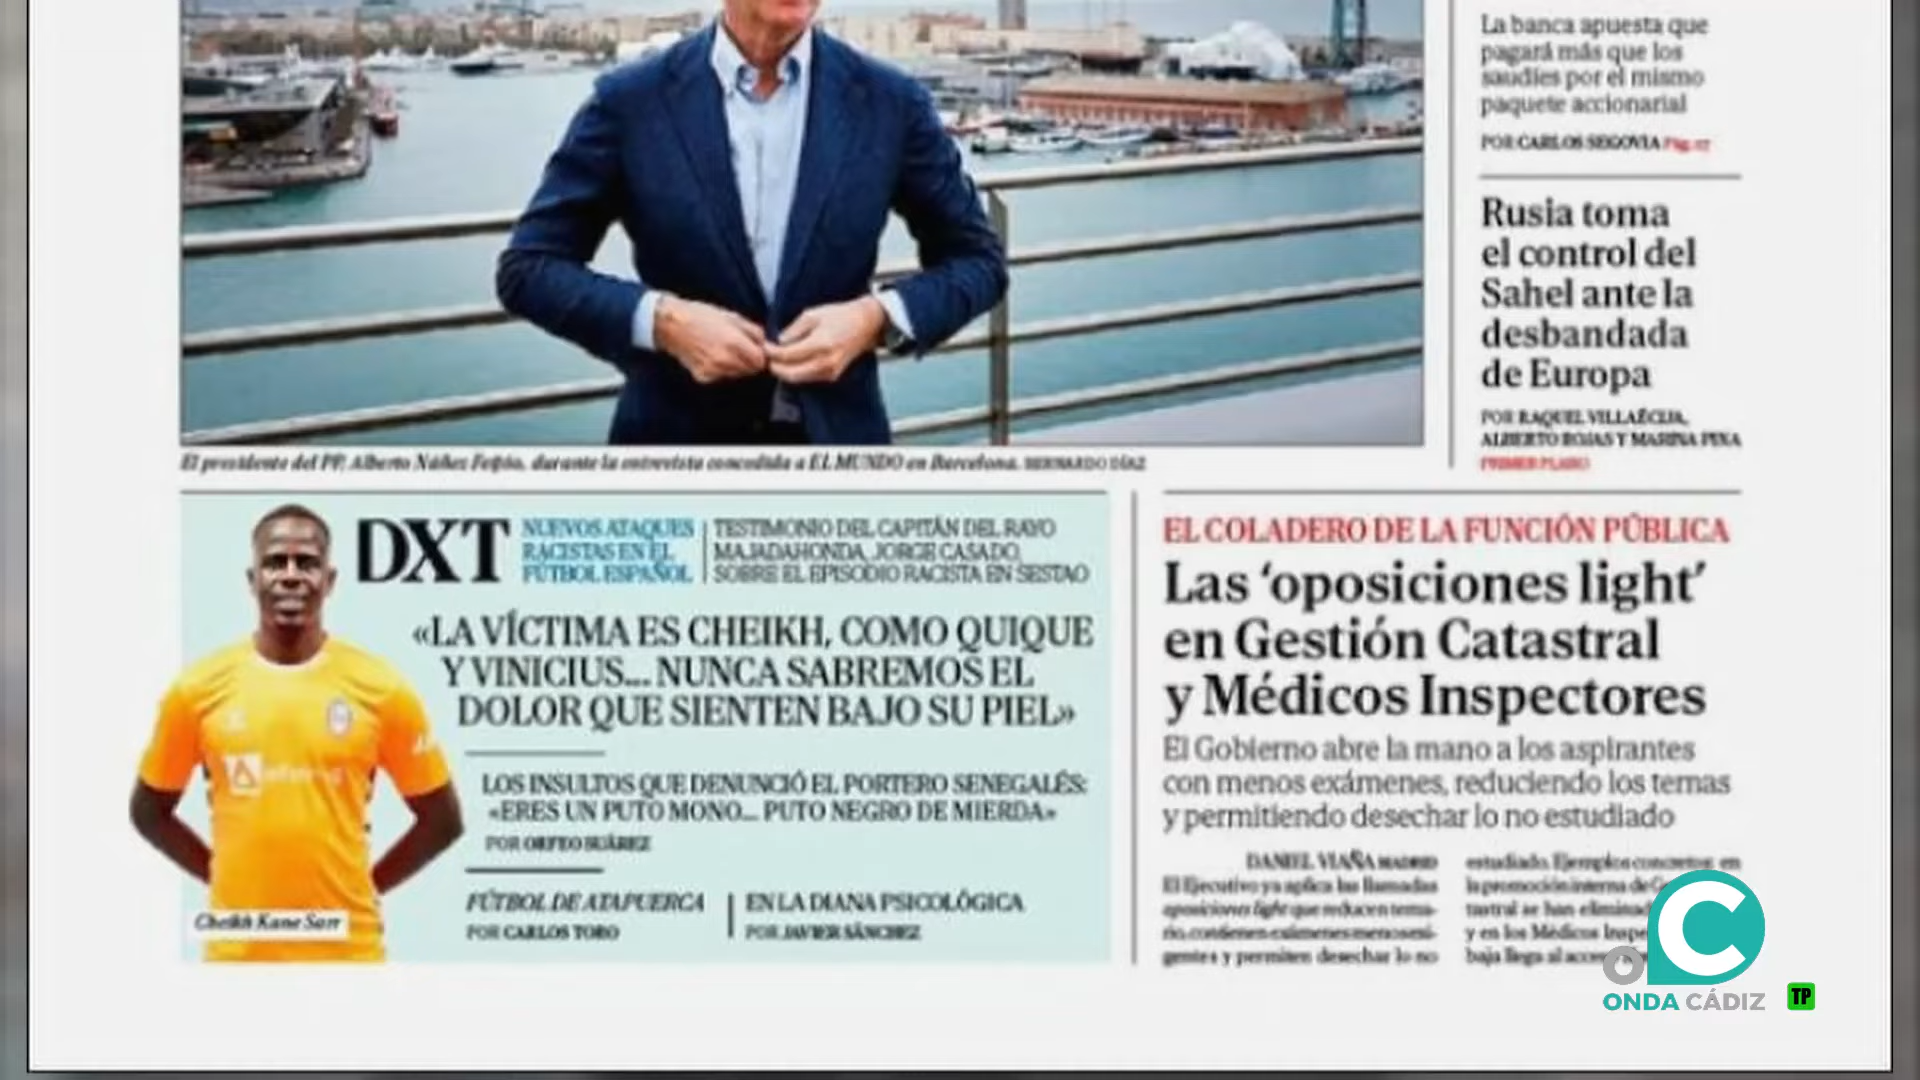 La banca apuesta que
pagará más que los
saudíes por el mismo
paquete accionarial
POR CARLOS SEGOVIA Pág. 27
Rusia toma
el control del
Sahel ante la
desbandada
de Europa
POR RAQUEL VILLAÉCIJA,
ALBERTO ROJAS Y MARINA PINA
PRIMER PLANO
El presidente del PP, Alberto Núñez Feijóo, durante la entrevista concedida a EL MUNDO en Barcelona. BERNARDO DÍAZ
DXT
NUEVOS ATAQUES
RACISTAS EN EL
FÚTBOL ESPAÑOL
TESTIMONIO DEL CAPITÁN DEL RAYO
MAJADAHONDA, JORGE CASADO,
SOBRE EL EPISODIO RACISTA EN SESTAO
«LA VÍCTIMA ES CHEIKH, COMO QUIQUE
Y VINICIUS... NUNCA SABREMOS EL
DOLOR QUE SIENTEN BAJO SU PIEL»
LOS INSULTOS QUE DENUNCIÓ EL PORTERO SENEGALÉS:
«ERES UN PUTO MONO... PUTO NEGRO DE MIERDA»
POR ORFEO SUÁREZ
FÚTBOL DE ATAPUERCA
POR CARLOS TORO
EN LA DIANA PSICOLÓGICA
POR JAVIER SÁNCHEZ
Cheikh Kane Sarr
EL COLADERO DE LA FUNCIÓN PÚBLICA
Las ‘oposiciones light’
en Gestión Catastral
y Médicos Inspectores
El Gobierno abre la mano a los aspirantes
con menos exámenes, reduciendo los temas
y permitiendo desechar lo no estudiado
DANIEL VIAÑA MADRID
El Ejecutivo ya aplica las llamadas
oposiciones light que reducen tema-
rio, contienen exámenes menos exi-
gentes y permiten desechar lo no
estudiado. Ejemplos concretos: en
la promoción interna de
tastral se han
y en los Médicos
baja llega al
ONDA CÁDIZ
TP